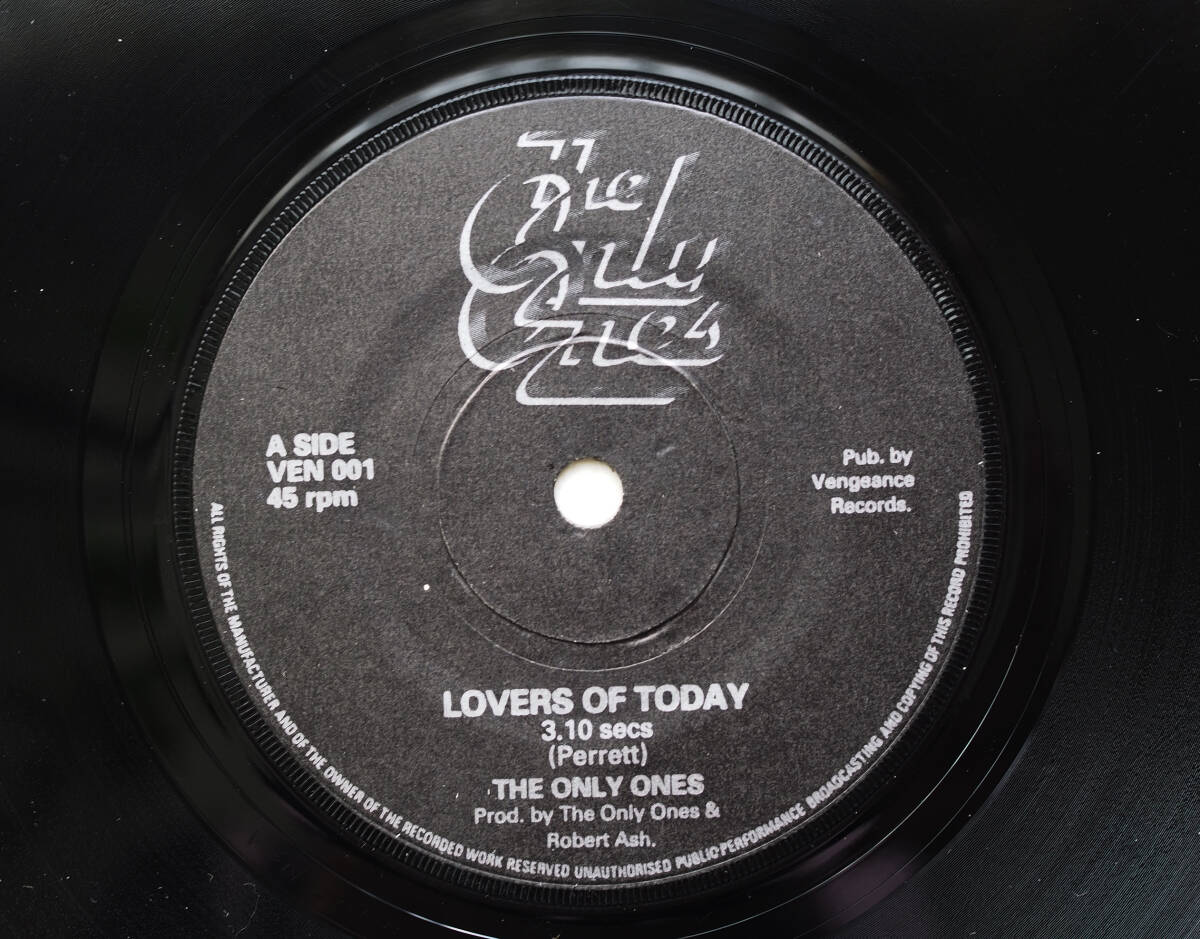 The
Only
Ones
A SIDE
VEN 001
45 rpm
Pub. by
Vengeance
Records.
LOVERS OF TODAY
3.10 secs
(Perrett)
THE ONLY ONES
Prod. by The Only Ones &
Robert Ash.
ALL RIGHTS OF THE MANUFACTURER AND OF THE OWNER OF THE RECORDED WORK RESERVED UNAUTHORISED PUBLIC PERFORMANCE BROADCASTING AND COPYING OF THIS RECORD PROHIBITED